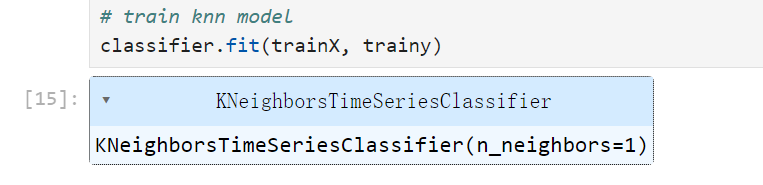 # train knn model
classifier.fit(trainX, trainy)
[15]:
▾ KNeighborsTimeSeriesClassifier
KNeighborsTimeSeriesClassifier(n_neighbors=1)